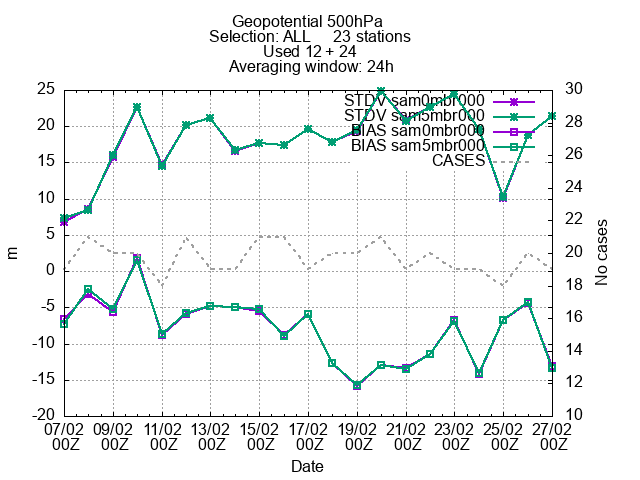 Geopotential 500hPa
Selection: ALL 23 stations
Used 12 + 24
Averaging window: 24h
STDV sam0mbr000
STDV sam5mbr000
BIAS sam0mbr000
BIAS sam5mbr000
CASES
25
20
15
10
5
0
-5
-10
-15
-20
m
30
28
26
24
22
20
18
16
14
12
10
No cases
07/02 09/02 11/02 13/02 15/02 17/02 19/02 21/02 23/02 25/02 27/02
00Z 00Z 00Z 00Z 00Z 00Z 00Z 00Z 00Z 00Z 00Z
Date